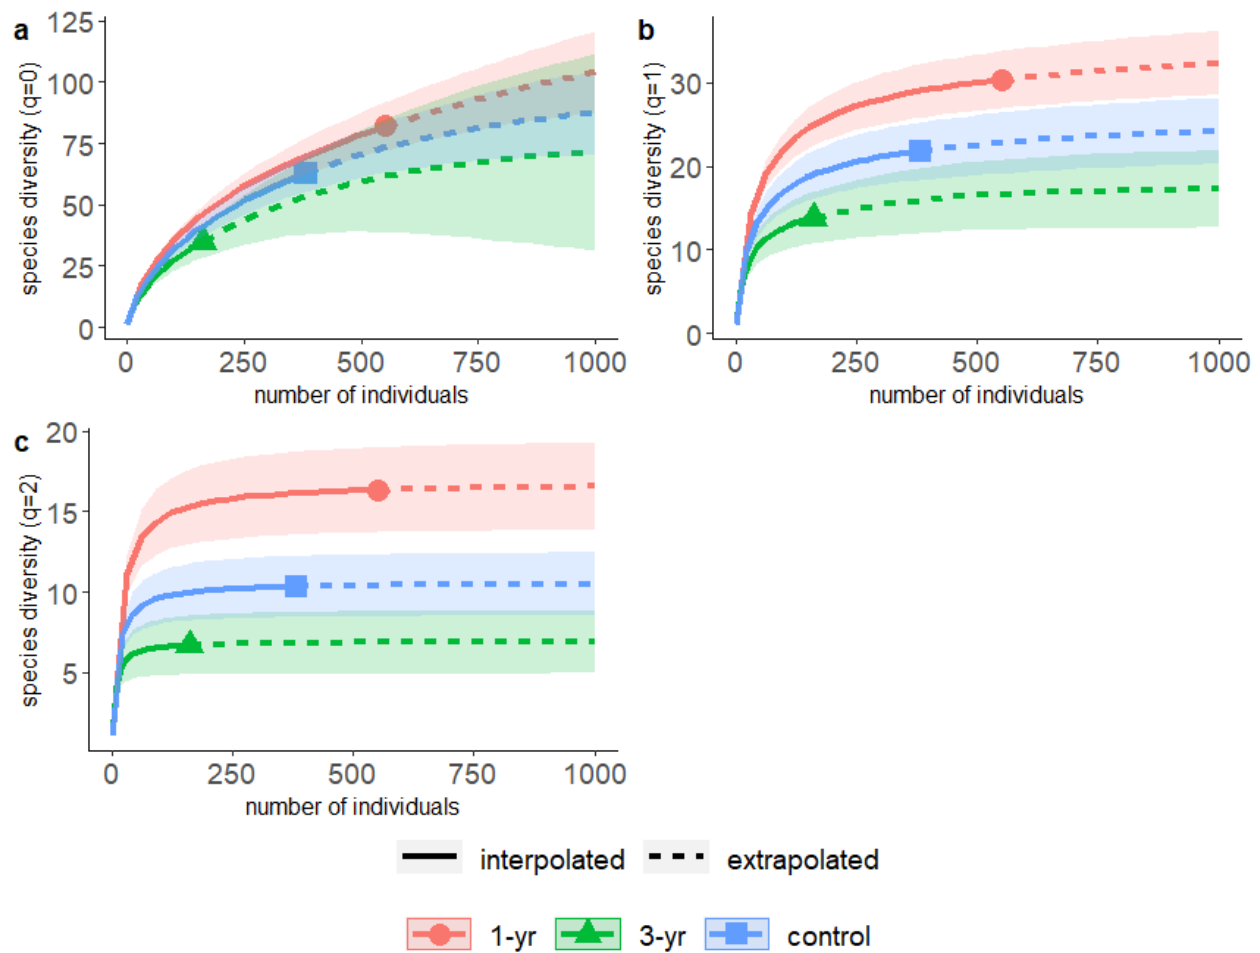 a
species diversity (q=0)
125
100
75
50
25
0
0 250 500 750 1000
number of individuals
b
species diversity (q=1)
30
20
10
0
0 250 500 750 1000
number of individuals
c
species diversity (q=2)
20
15
10
5
0 250 500 750 1000
number of individuals
interpolated extrapolated
1-yr 3-yr control